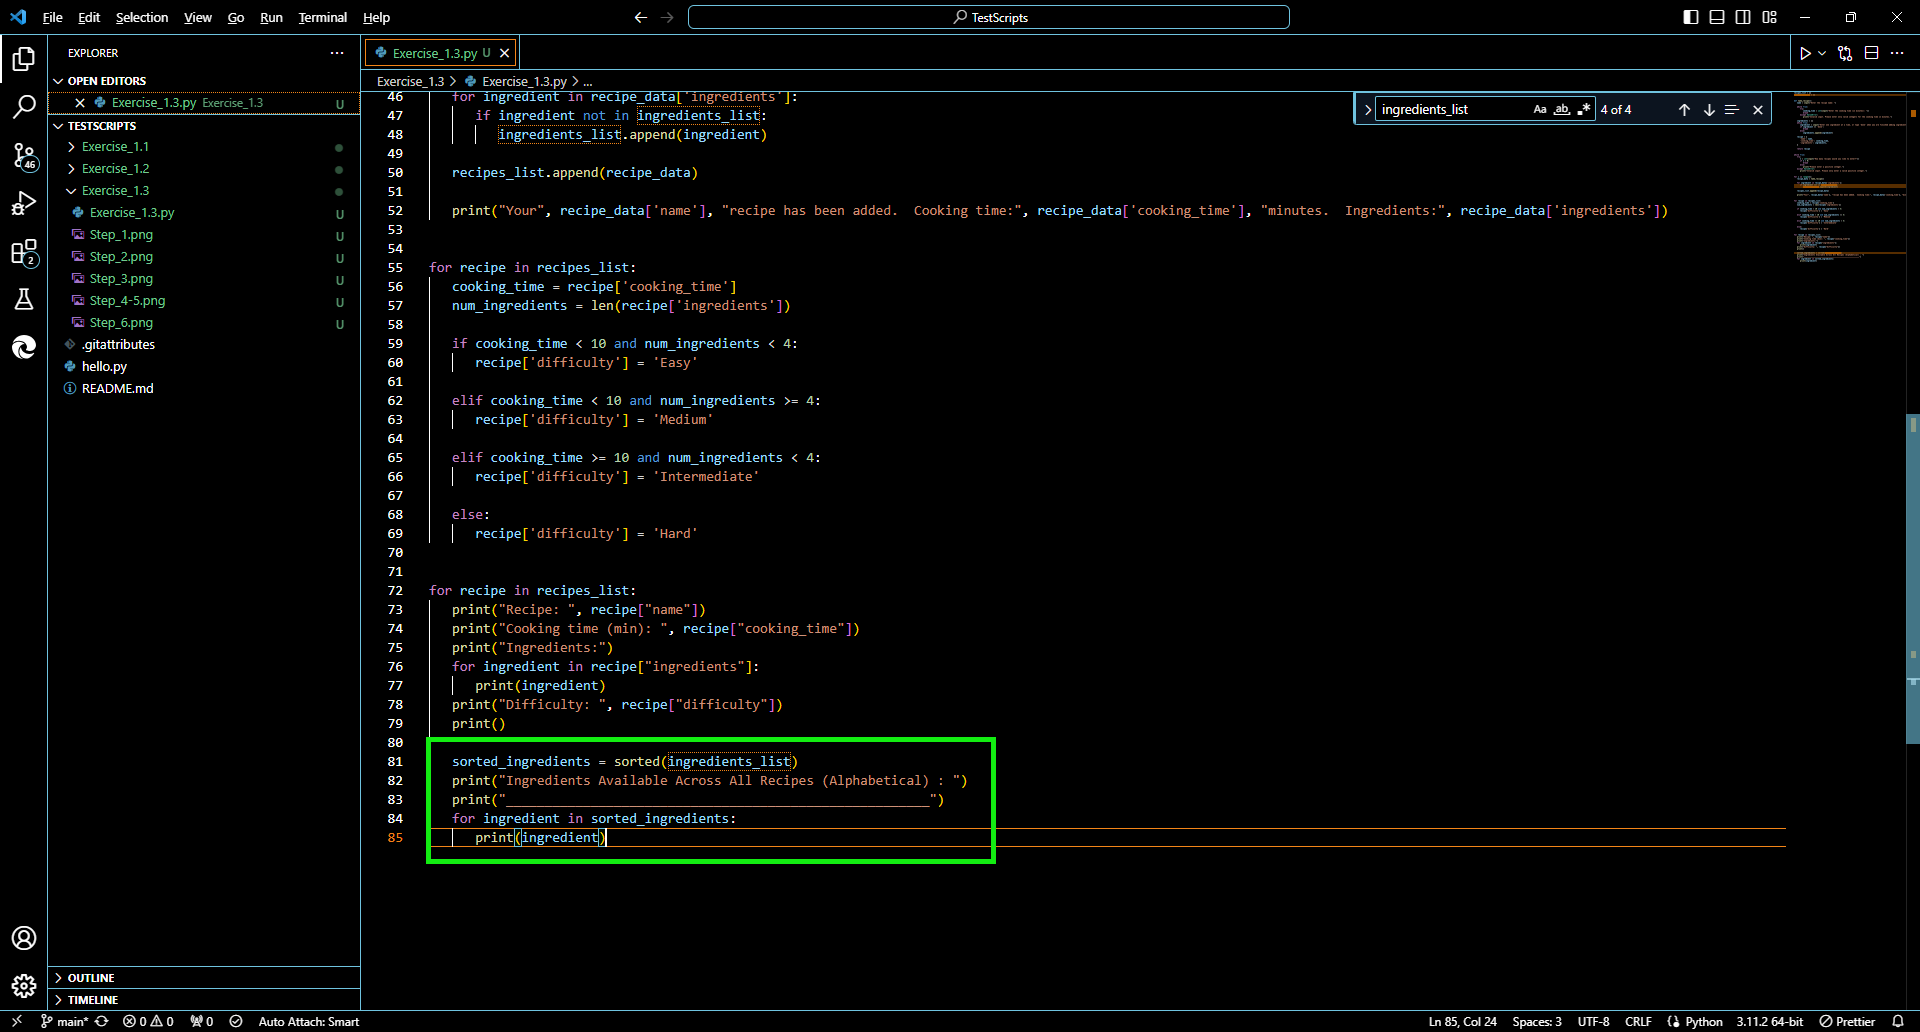 File Edit Selection View Go Run Terminal Help
TestScripts
EXPLORER
Exercise_1.3.py U
OPEN EDITORS
Exercise_1.3.py Exercise_1.3 U
TESTSCRIPTS
Exercise_1.1
Exercise_1.2
Exercise_1.3
Exercise_1.3.py U
Step_1.png U
Step_2.png U
Step_3.png U
Step_4-5.png U
Step_6.png U
.gitattributes
hello.py
README.md
46
2
OUTLINE
TIMELINE
Exercise_1.3 > Exercise_1.3.py > ...
ingredients_list Aa ab .* 4 of 4
46 for ingredient in recipe_data['ingredients']:
47 if ingredient not in ingredients_list:
48 ingredients_list.append(ingredient)
49
50 recipes_list.append(recipe_data)
51
52 print("Your", recipe_data['name'], "recipe has been added.  Cooking time:", recipe_data['cooking_time'], "minutes.  Ingredients:", recipe_data['ingredients'])
53
54
55 for recipe in recipes_list:
56 cooking_time = recipe['cooking_time']
57 num_ingredients = len(recipe['ingredients'])
58
59 if cooking_time < 10 and num_ingredients < 4:
60 recipe['difficulty'] = 'Easy'
61
62 elif cooking_time < 10 and num_ingredients >= 4:
63 recipe['difficulty'] = 'Medium'
64
65 elif cooking_time >= 10 and num_ingredients < 4:
66 recipe['difficulty'] = 'Intermediate'
67
68 else:
69 recipe['difficulty'] = 'Hard'
70
71
72 for recipe in recipes_list:
73 print("Recipe: ", recipe["name"])
74 print("Cooking time (min): ", recipe["cooking_time"])
75 print("Ingredients:")
76 for ingredient in recipe["ingredients"]:
77 print(ingredient)
78 print("Difficulty: ", recipe["difficulty"])
79 print()
80
81 sorted_ingredients = sorted(ingredients_list)
82 print("Ingredients Available Across All Recipes (Alphabetical) : ")
83 print("_______________________________________________________")
84 for ingredient in sorted_ingredients:
85 print(ingredient)
main* 0 0 0 Auto Attach: Smart Ln 85, Col 24 Spaces: 3 UTF-8 CRLF Python 3.11.2 64-bit Prettier